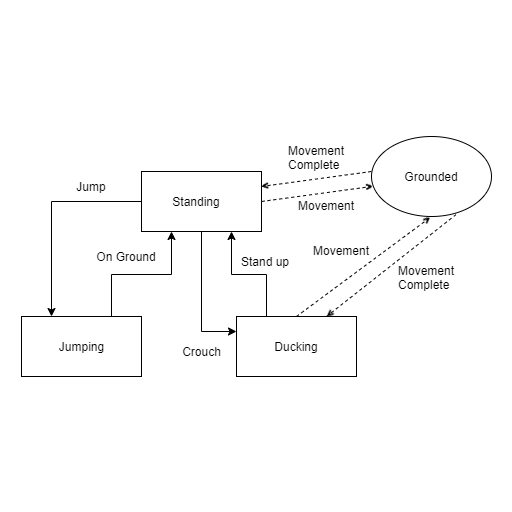 Movement
Complete
Grounded
Jump
Standing
Movement
On Ground
Stand up
Movement
Movement
Complete
Jumping
Crouch
Ducking